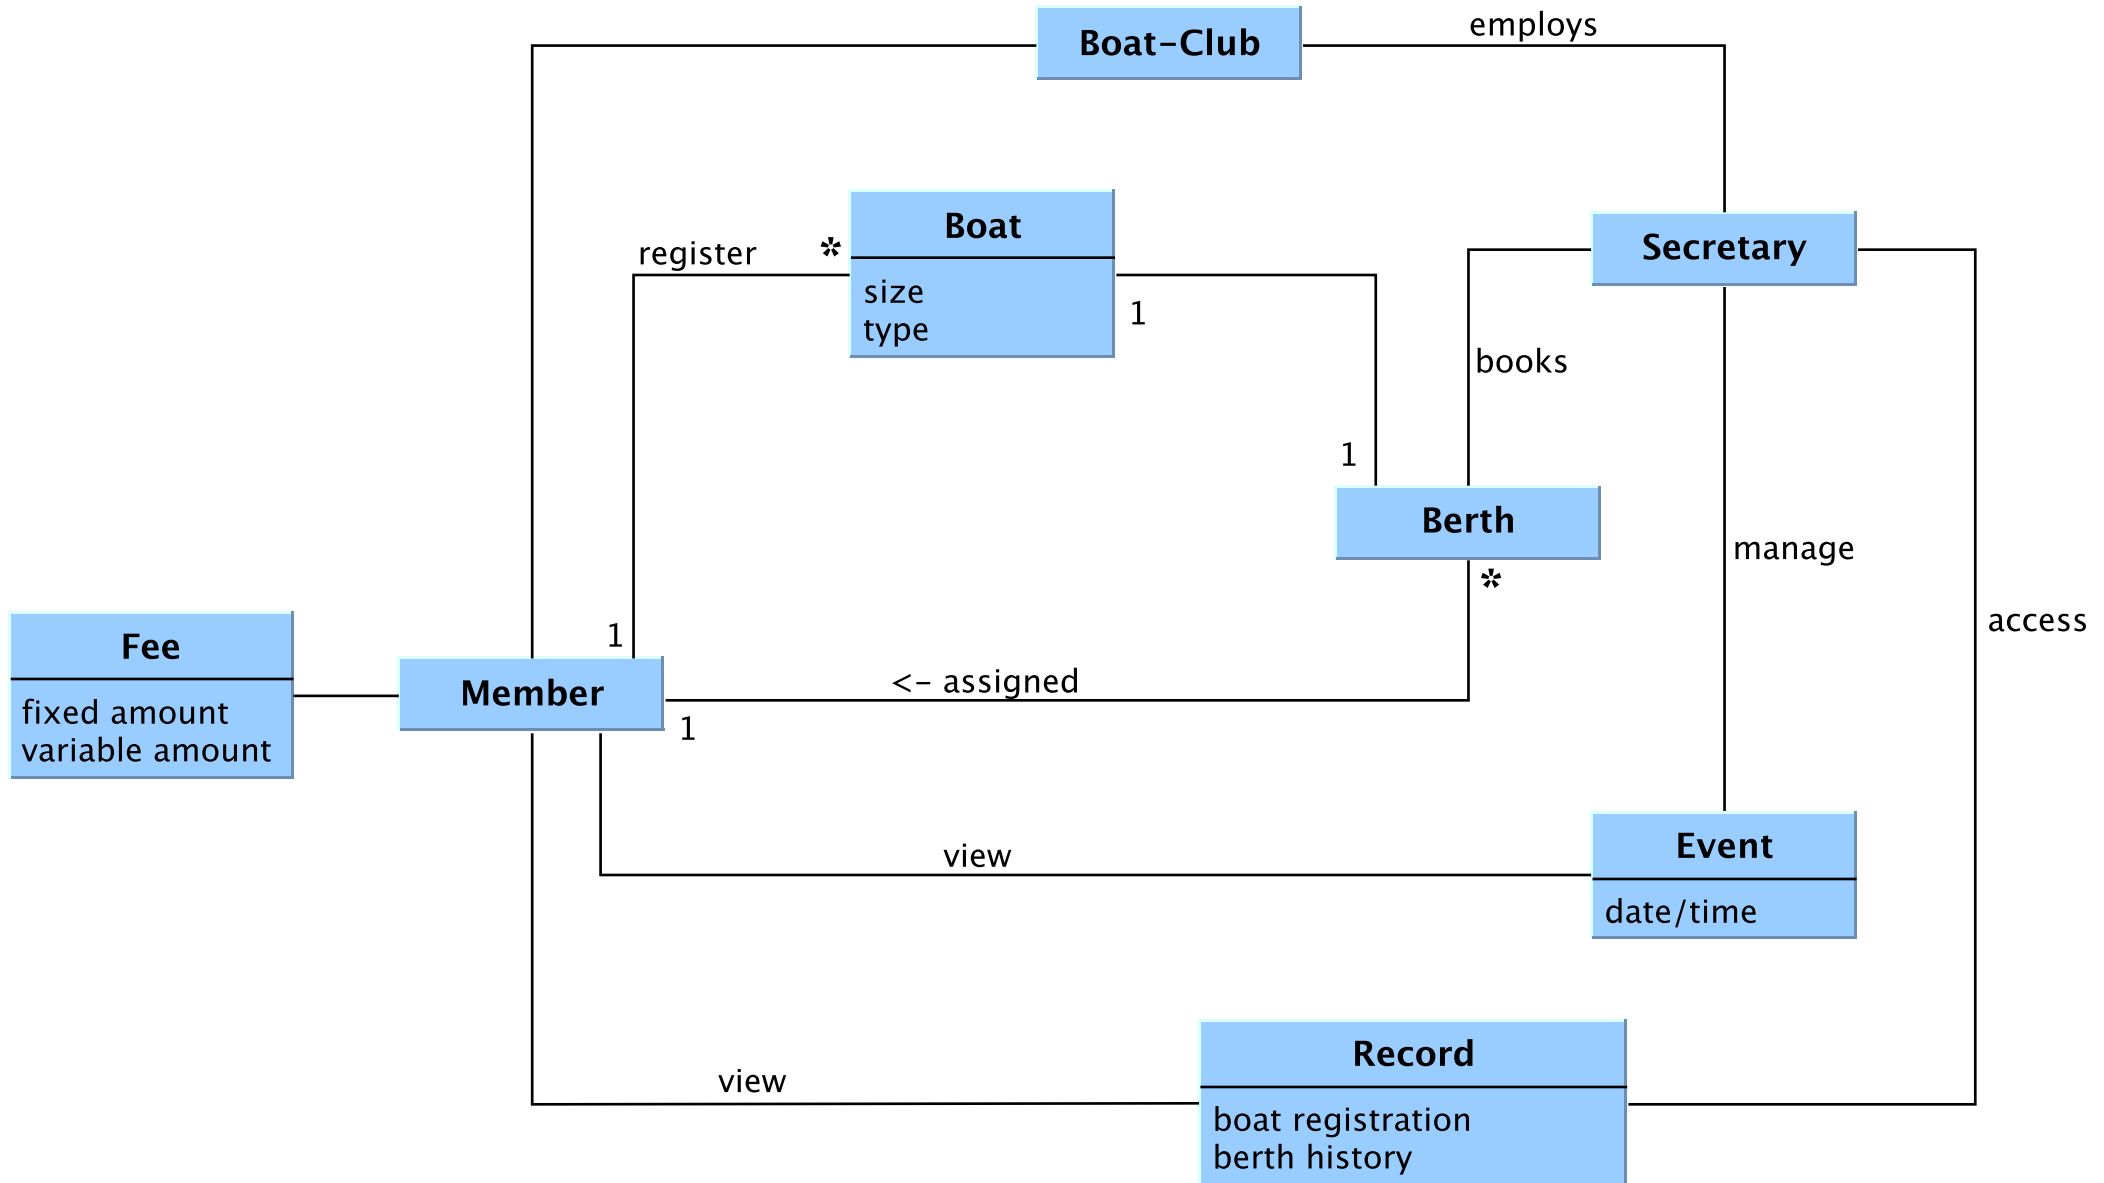 employs
Boat-Club
Boat
size
type
register
*
1
Secretary
books
1
Berth
*
manage
access
1
Fee
fixed amount
variable amount
Member
<- assigned
1
view
Event
date/time
view
Record
boat registration
berth history